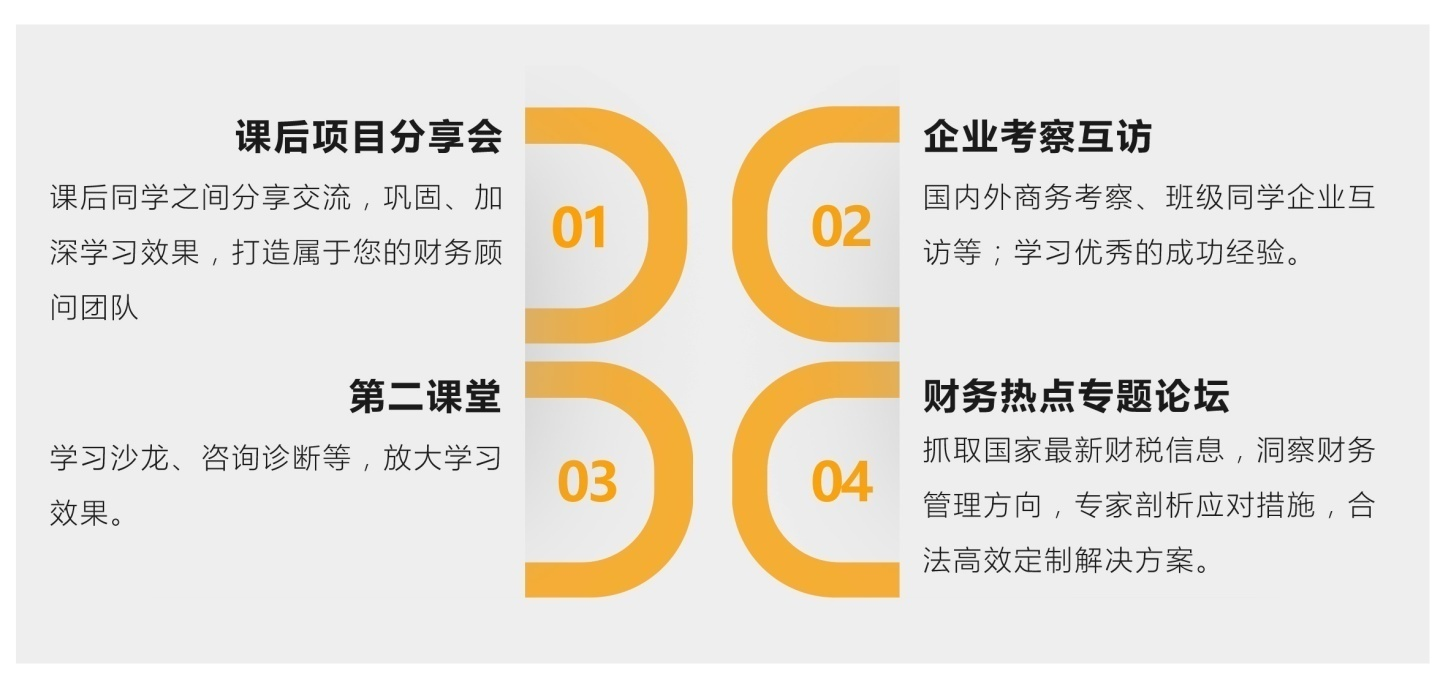 课后项目分享会
课后同学之间分享交流，巩固、加
深学习效果，打造属于您的财务顾
问团队
01
02
企业考察互访
国内外商务考察、班级同学企业互
访等；学习优秀的成功经验。
第二课堂
学习沙龙、咨询诊断等，放大学习
效果。
03
04
财务热点专题论坛
抓取国家最新财税信息，洞察财务
管理方向，专家剖析应对措施，合
法高效定制解决方案。